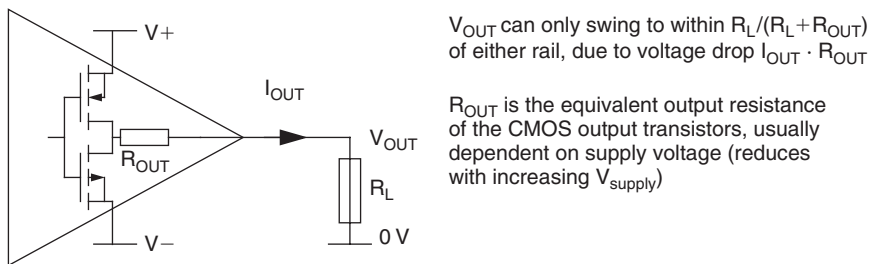 V+
I_OUT
V_OUT
R_OUT
R_L
V−
0 V
V_OUT can only swing to within R_L/(R_L+R_OUT)
of either rail, due to voltage drop I_OUT · R_OUT
R_OUT is the equivalent output resistance
of the CMOS output transistors, usually
dependent on supply voltage (reduces
with increasing V_supply)